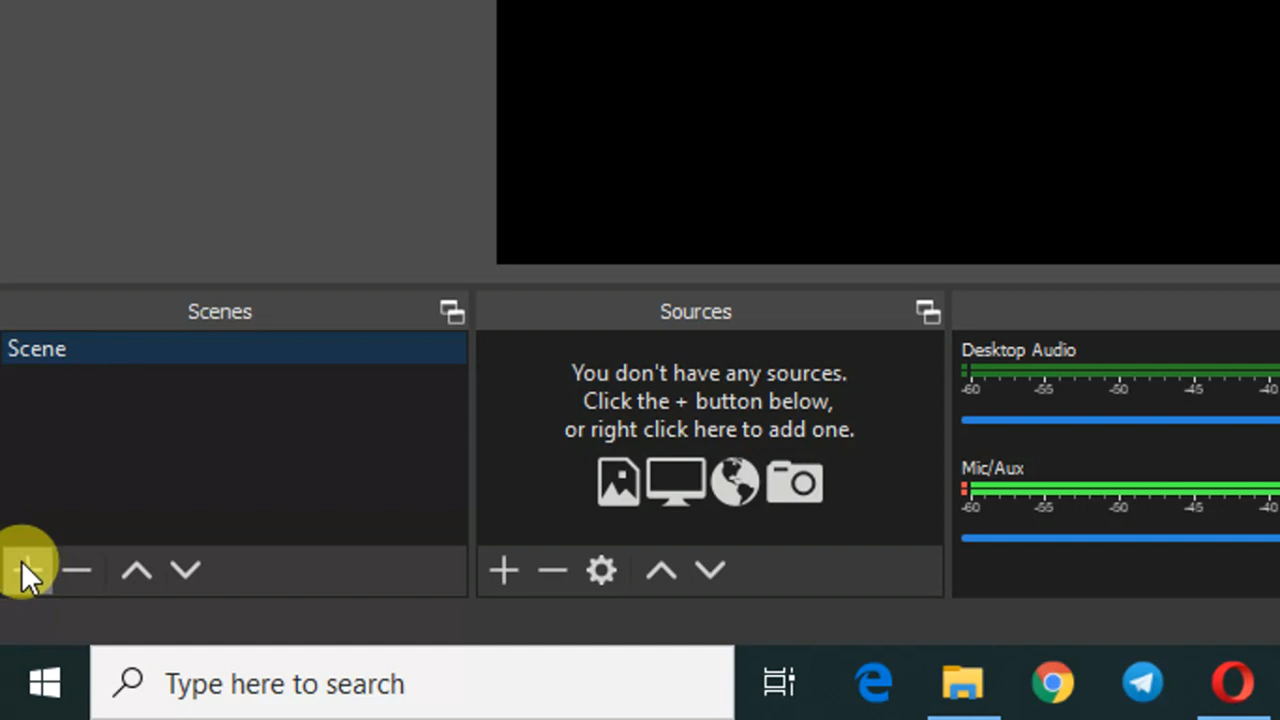 Scenes
Scene
Sources
You don't have any sources.
Click the + button below,
or right click here to add one.
Desktop Audio
-60 -55 -50 -45 -40
Mic/Aux
-60 -55 -50 -45 -40
Type here to search